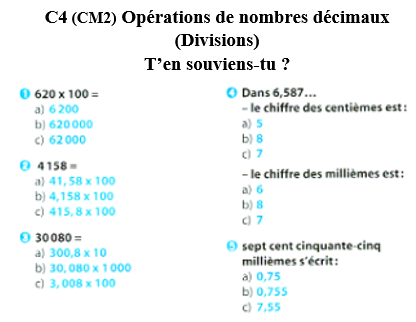 C4 (CM2) Opérations de nombres décimaux
(Divisions)
T'en souviens-tu ?
1 620 x 100 =
a) 6 200
b) 620 000
c) 62 000
2 4 158 =
a) 41, 58 x 100
b) 4,158 x 100
c) 415, 8 x 100
3 30 080 =
a) 300,8 x 10
b) 30, 080 x 1 000
c) 3, 008 x 100
4 Dans 6,587...
– le chiffre des centièmes est :
a) 5
b) 8
c) 7
– le chiffre des millièmes est :
a) 6
b) 8
c) 7
5 sept cent cinquante-cinq
millièmes s'écrit :
a) 0,75
b) 0,755
c) 7,55